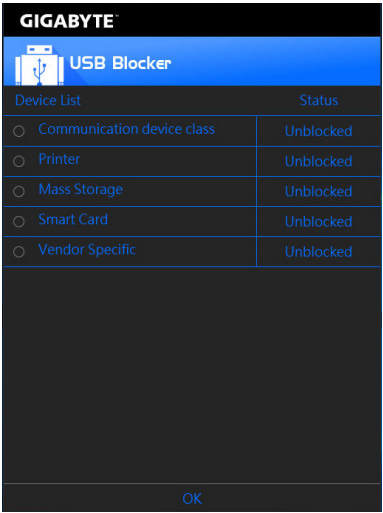 GIGABYTE™
USB Blocker
Device List Status
Communication device class Unblocked
Printer Unblocked
Mass Storage Unblocked
Smart Card Unblocked
Vendor Specific Unblocked
OK